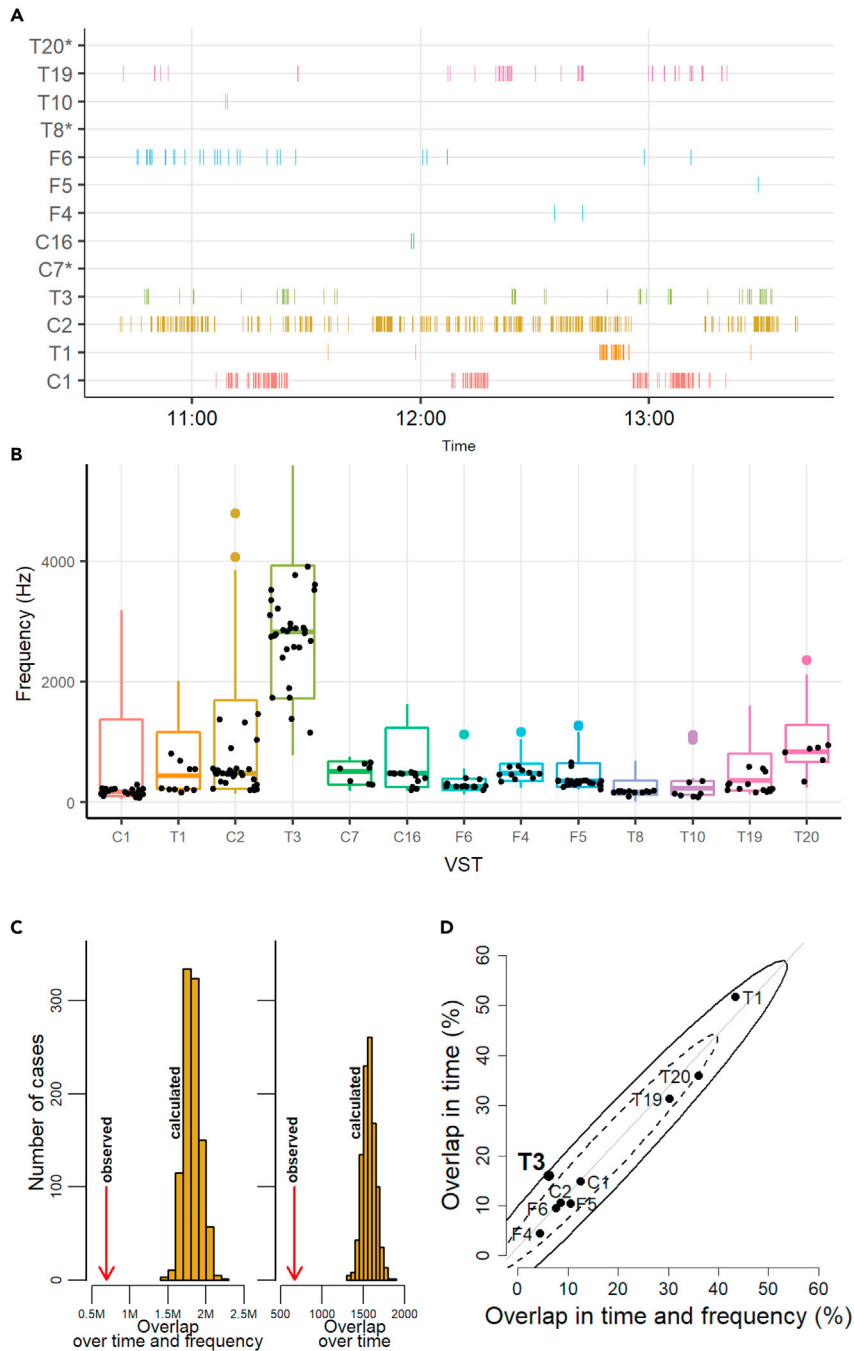 A
T20*
T19
T10
T8*
F6
F5
F4
C16
C7*
T3
C2
T1
C1
11:00 12:00 13:00
Time
B
Frequency (Hz)
4000
2000
0
C1 T1 C2 T3 C7 C16 F6 F4 F5 T8 T10 T19 T20
VST
C
Number of cases
300
200
100
0
observed
calculated
observed
calculated
0.5M 1M 1.5M 2M 2.5M
500 1000 1500 2000
Overlap
over time and frequency
Overlap
over time
D
Overlap in time (%)
60
50
40
30
20
10
0
T1
T20
T19
T3
C1
C2
F6
F5
F4
0 10 20 30 40 50 60
Overlap in time and frequency (%)